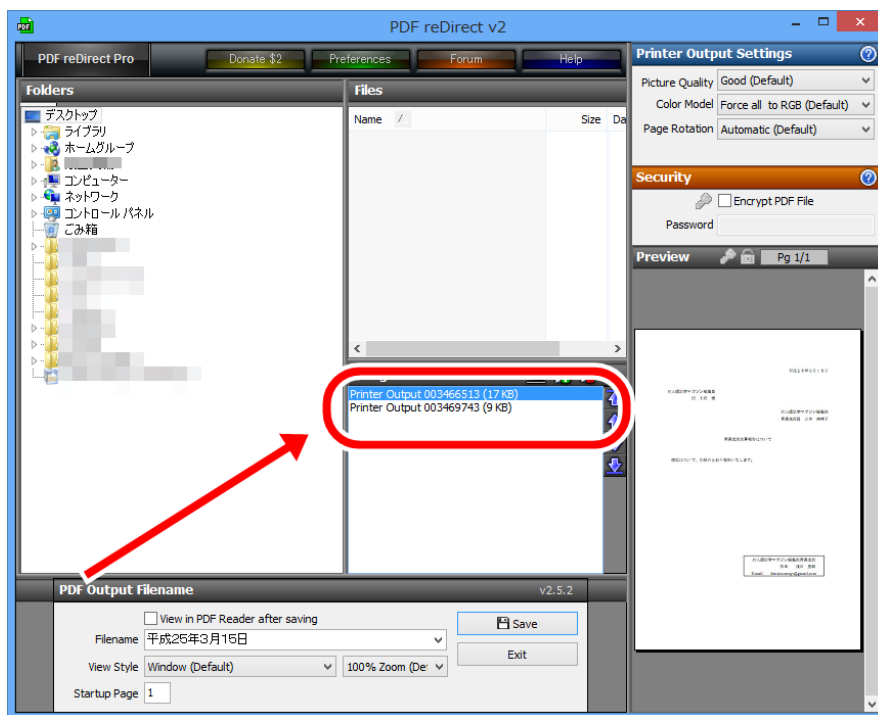 PDF reDirect v2
PDF reDirect Pro
Donate $2
Preferences
Forum
Help
Folders
デスクトップ
ライブラリ
ホームグループ
コンピューター
ネットワーク
コントロール パネル
ごみ箱
Files
Name /
Size
Da
Printer Output 003466513 (17 KB)
Printer Output 003469743 (9 KB)
Printer Output Settings
Picture Quality Good (Default)
Color Model Force all to RGB (Default)
Page Rotation Automatic (Default)
Security
Encrypt PDF File
Password
Preview
Pg 1/1
PDF Output Filename
v2.5.2
View in PDF Reader after saving
Filename 平成25年3月15日
Save
View Style Window (Default)
100% Zoom (De
Exit
Startup Page 1